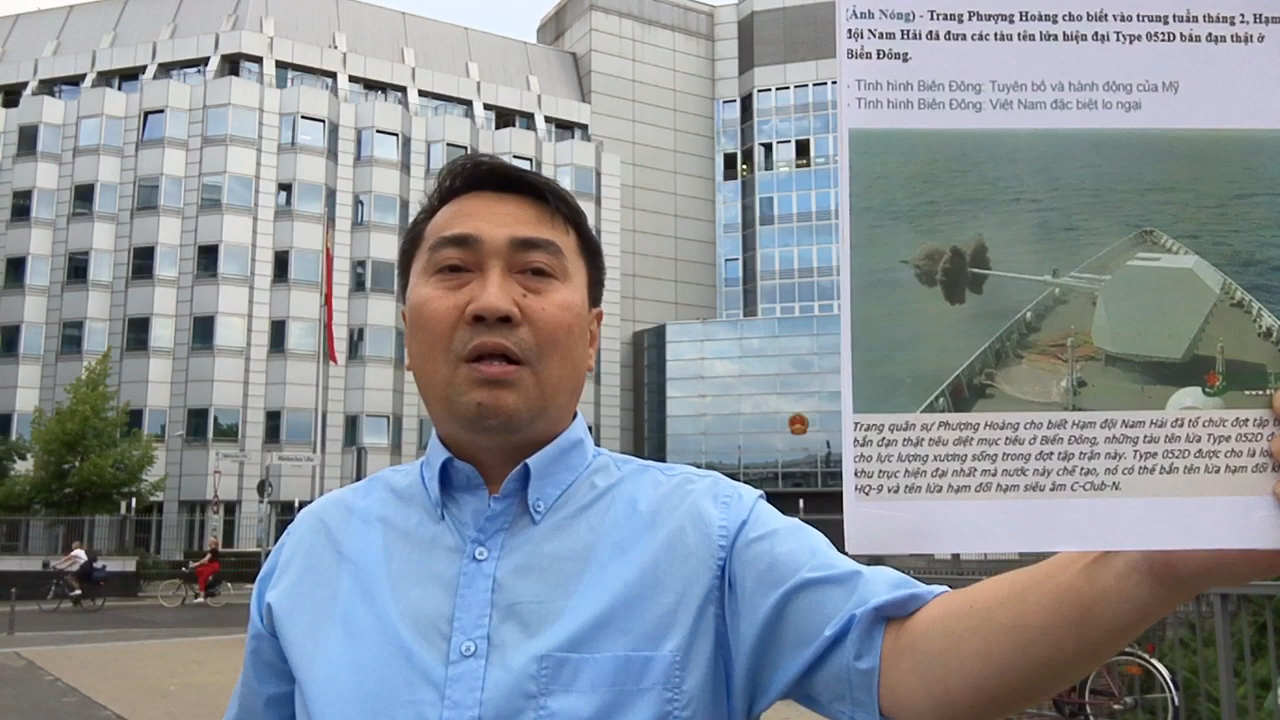 (Ảnh Nóng) - Trang Phượng Hoàng cho biết vào trung tuần tháng 2, Hạm
đội Nam Hải đã đưa các tàu tên lửa hiện đại Type 052D bắn đạn thật ở
Biển Đông.
· Tình hình Biển Đông: Tuyên bố và hành động của Mỹ
· Tình hình Biển Đông: Việt Nam đặc biệt lo ngại
Trang quân sự Phượng Hoàng cho biết Hạm đội Nam Hải đã tổ chức đợt tập
bắn đạn thật tiêu diệt mục tiêu ở Biển Đông, những tàu tên lửa Type 052D
cho lực lượng xương sống trong đợt tập trận này. Type 052D được cho là
khu trục hiện đại nhất mà nước này chế tạo, nó có thể bắn tên lửa hạm đối
HQ-9 và tên lửa hạm đối hạm siêu âm C-Club-N.